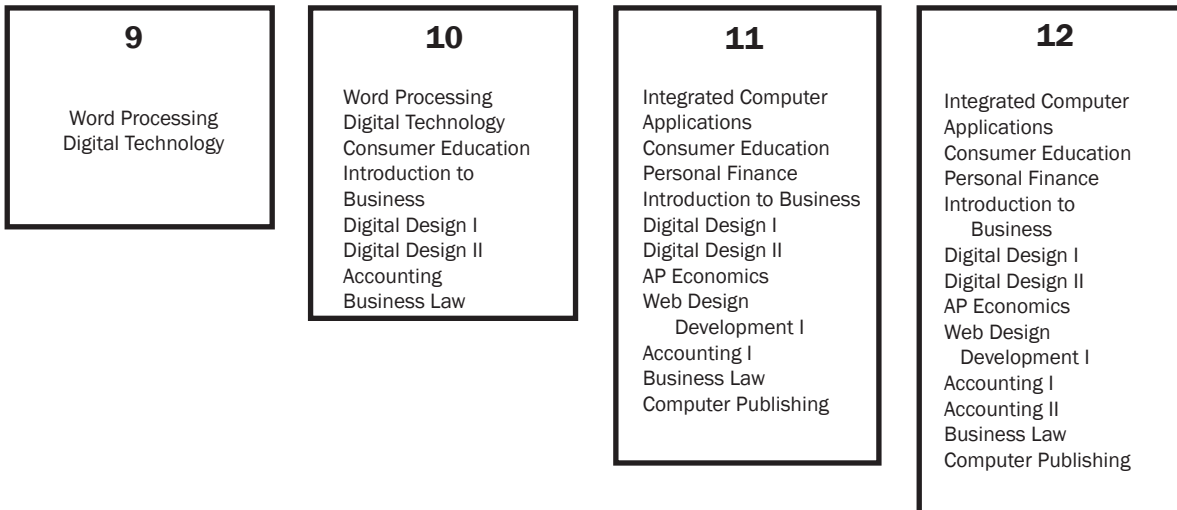 9
Word Processing
Digital Technology
10
Word Processing
Digital Technology
Consumer Education
Introduction to
Business
Digital Design I
Digital Design II
Accounting
Business Law
11
Integrated Computer
Applications
Consumer Education
Personal Finance
Introduction to Business
Digital Design I
Digital Design II
AP Economics
Web Design
Development I
Accounting I
Business Law
Computer Publishing
12
Integrated Computer
Applications
Consumer Education
Personal Finance
Introduction to
Business
Digital Design I
Digital Design II
AP Economics
Web Design
Development I
Accounting I
Accounting II
Business Law
Computer Publishing